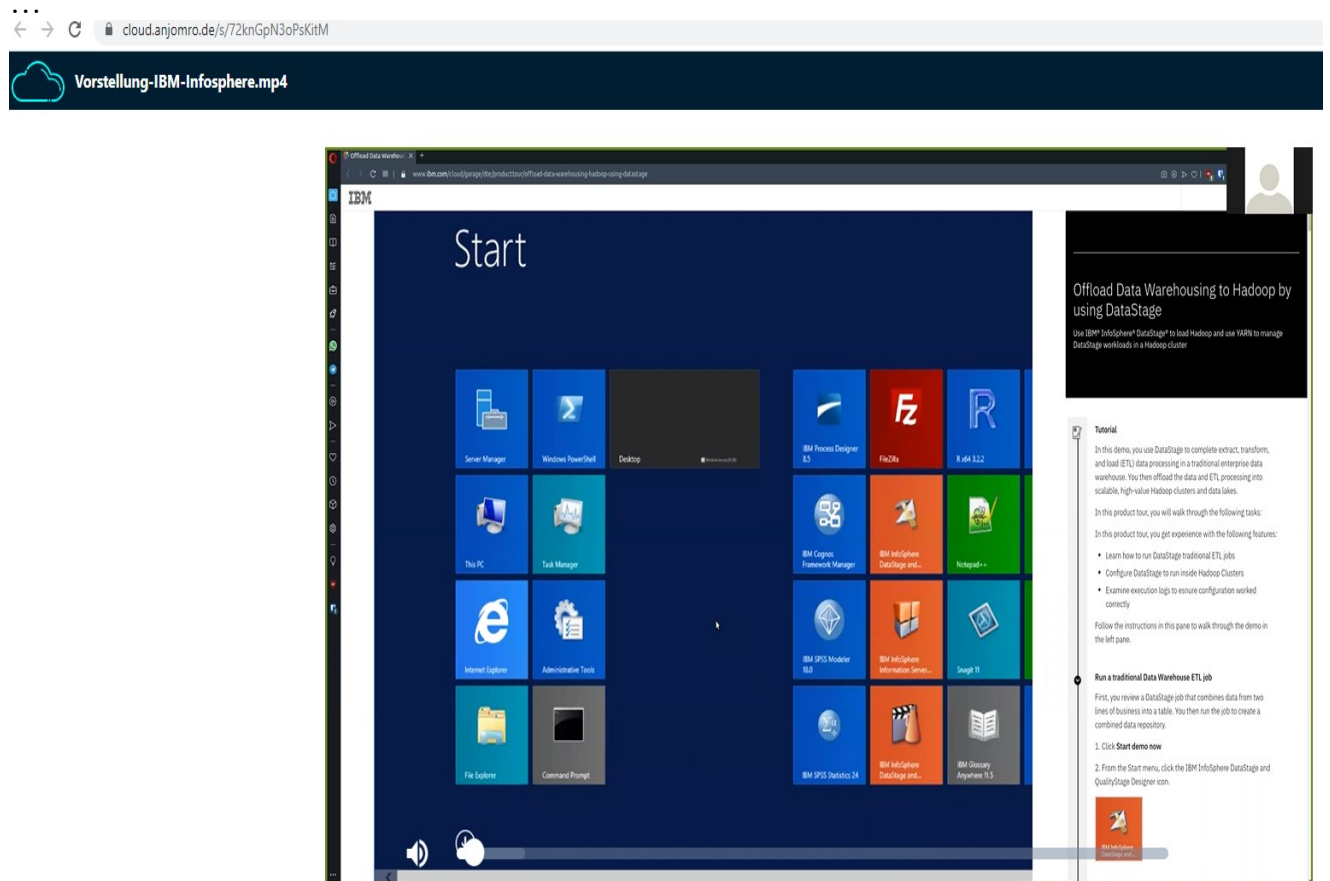 cloud.anjomro.de/s/72knGpN3oPsKitM
Vorstellung-IBM-Infosphere.mp4
Offload Data Warehous
www.ibm.com/cloud/garage/dte/producttour/offload-data-warehousing-hadoop-using-datastage
IBM
Start
Server Manager
Windows PowerShell
Desktop
IBM Process Designer
8.5
FileZilla
R x64 3.2.2
This PC
Task Manager
IBM Cognos
Framework Manager
IBM InfoSphere
DataStage and...
Notepad++
Internet Explorer
Administrative Tools
IBM SPSS Modeler
18.0
IBM InfoSphere
Information Server...
Snagit 11
File Explorer
Command Prompt
IBM SPSS Statistics 24
IBM InfoSphere
DataStage and...
IBM Glossary
Anywhere 11.5
Offload Data Warehousing to Hadoop by
using DataStage
Use IBM® InfoSphere® DataStage® to load Hadoop and use YARN to manage
DataStage workloads in a Hadoop cluster
Tutorial
In this demo, you use DataStage to complete extract, transform,
and load (ETL) data processing in a traditional enterprise data
warehouse. You then offload the data and ETL processing into
scalable, high-value Hadoop clusters and data lakes.
In this product tour, you will walk through the following tasks:
In this product tour, you get experience with the following features:
• Learn how to run DataStage traditional ETL jobs
• Configure DataStage to run inside Hadoop Clusters
• Examine execution logs to esnure configuration worked
correctly
Follow the instructions in this pane to walk through the demo in
the left pane.
Run a traditional Data Warehouse ETL job
First, you review a DataStage job that combines data from two
lines of business into a table. You then run the job to create a
combined data repository.
1. Click Start demo now
2. From the Start menu, click the IBM InfoSphere DataStage and
QualityStage Designer icon.
IBM InfoSphere
DataStage and...